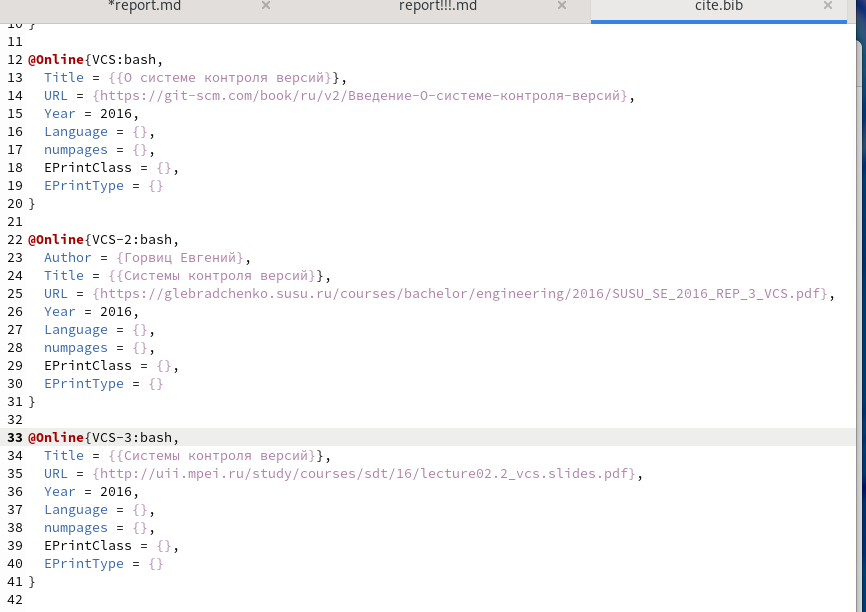 *report.md × report!!!.md × cite.bib ×
10 }
11
12 @Online{VCS:bash,
13   Title = {{О системе контроля версий}},
14   URL = {https://git-scm.com/book/ru/v2/Введение-О-системе-контроля-версий},
15   Year = 2016,
16   Language = {},
17   numpages = {},
18   EPrintClass = {},
19   EPrintType = {}
20 }
21
22 @Online{VCS-2:bash,
23   Author = {Горвиц Евгений},
24   Title = {{Системы контроля версий}},
25   URL = {https://glebradchenko.susu.ru/courses/bachelor/engineering/2016/SUSU_SE_2016_REP_3_VCS.pdf},
26   Year = 2016,
27   Language = {},
28   numpages = {},
29   EPrintClass = {},
30   EPrintType = {}
31 }
32
33 @Online{VCS-3:bash,
34   Title = {{Системы контроля версий}},
35   URL = {http://uii.mpei.ru/study/courses/sdt/16/lecture02.2_vcs.slides.pdf},
36   Year = 2016,
37   Language = {},
38   numpages = {},
39   EPrintClass = {},
40   EPrintType = {}
41 }
42